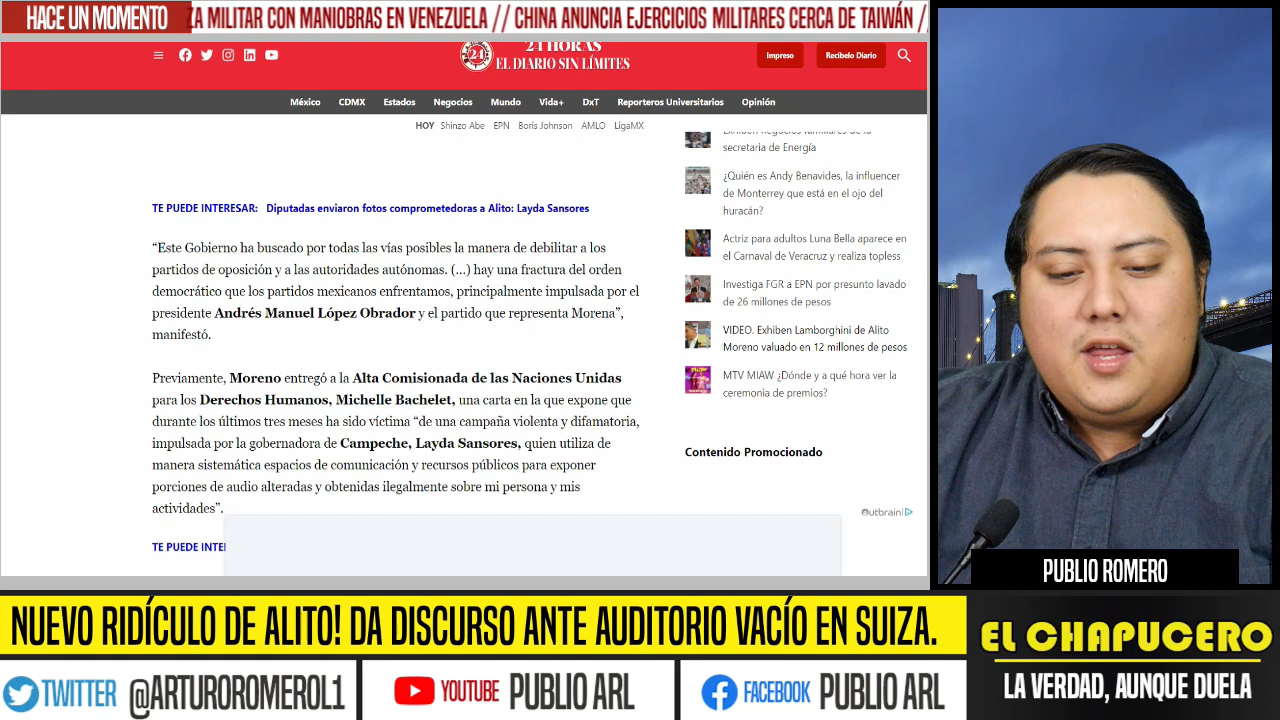 HACE UN MOMENTO
ZA MILITAR CON MANIOBRAS EN VENEZUELA // CHINA ANUNCIA EJERCICIOS MILITARES CERCA DE TAIWÁN //
24
24 HORAS
EL DIARIO SIN LÍMITES
Impreso
Recíbelo Diario
México CDMX Estados Negocios Mundo Vida+ DxT Reporteros Universitarios Opinión
HOY Shinzo Abe EPN Boris Johnson AMLO LigaMX
TE PUEDE INTERESAR: Diputadas enviaron fotos comprometedoras a Alito: Layda Sansores
“Este Gobierno ha buscado por todas las vías posibles la manera de debilitar a los
partidos de oposición y a las autoridades autónomas. (…) hay una fractura del orden
democrático que los partidos mexicanos enfrentamos, principalmente impulsada por el
presidente Andrés Manuel López Obrador y el partido que representa Morena”,
manifestó.
Previamente, Moreno entregó a la Alta Comisionada de las Naciones Unidas
para los Derechos Humanos, Michelle Bachelet, una carta en la que expone que
durante los últimos tres meses ha sido víctima “de una campaña violenta y difamatoria,
impulsada por la gobernadora de Campeche, Layda Sansores, quien utiliza de
manera sistemática espacios de comunicación y recursos públicos para exponer
porciones de audio alteradas y obtenidas ilegalmente sobre mi persona y mis
actividades”.
TE PUEDE INTE
Exhiben negocios familiares de la
secretaria de Energía
¿Quién es Andy Benavides, la influencer
de Monterrey que está en el ojo del
huracán?
Actriz para adultos Luna Bella aparece en
el Carnaval de Veracruz y realiza topless
Investiga FGR a EPN por presunto lavado
de 26 millones de pesos
VIDEO. Exhiben Lamborghini de Alito
Moreno valuado en 12 millones de pesos
MTV MIAW ¿Dónde y a qué hora ver la
ceremonia de premios?
Contenido Promocionado
Outbrain
PUBLIO ROMERO
NUEVO RIDÍCULO DE ALITO! DA DISCURSO ANTE AUDITORIO VACÍO EN SUIZA.
EL CHAPUCERO
LA VERDAD, AUNQUE DUELA
TWITTER @ARTUROROMEROL1
YOUTUBE PUBLIO ARL
FACEBOOK PUBLIO ARL